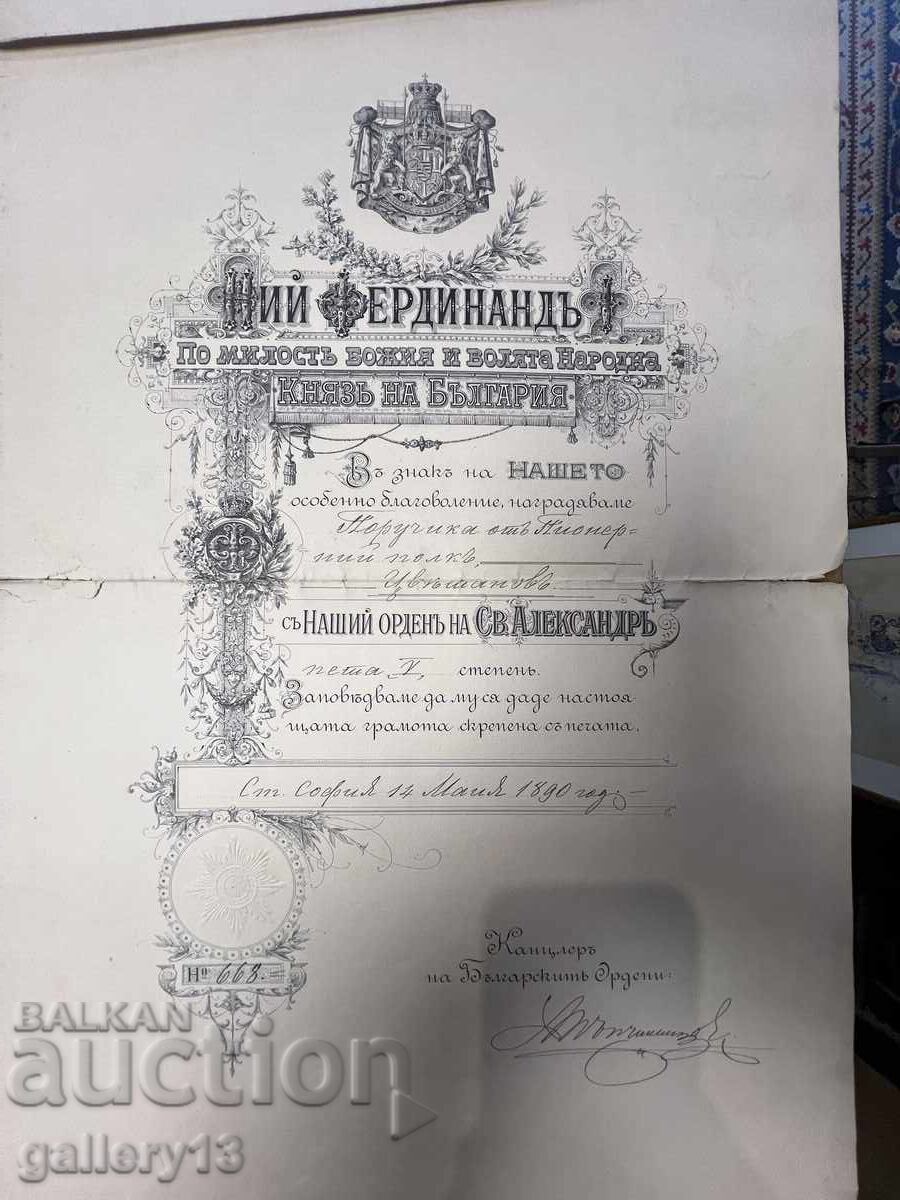 Ний Фердинандъ I
По милость Божия и волята Народна
Князь на България.
Въ знакъ на НАШЕТО
особенно благоволение, награждаваме
Поручика отъ Пионер-
ний полкъ,
Цвѣтановъ.
съ Наший орденъ на Св. Александръ
пета V, степень.
Заповѣдваме да му ся даде настоя
щата грамота скрепена съ печата.
Ст. София 14 Маия 1890 год:
Но 663.
Канцлеръ
на Българскитѣ Ордени:
BALKAN
auction
gallery13